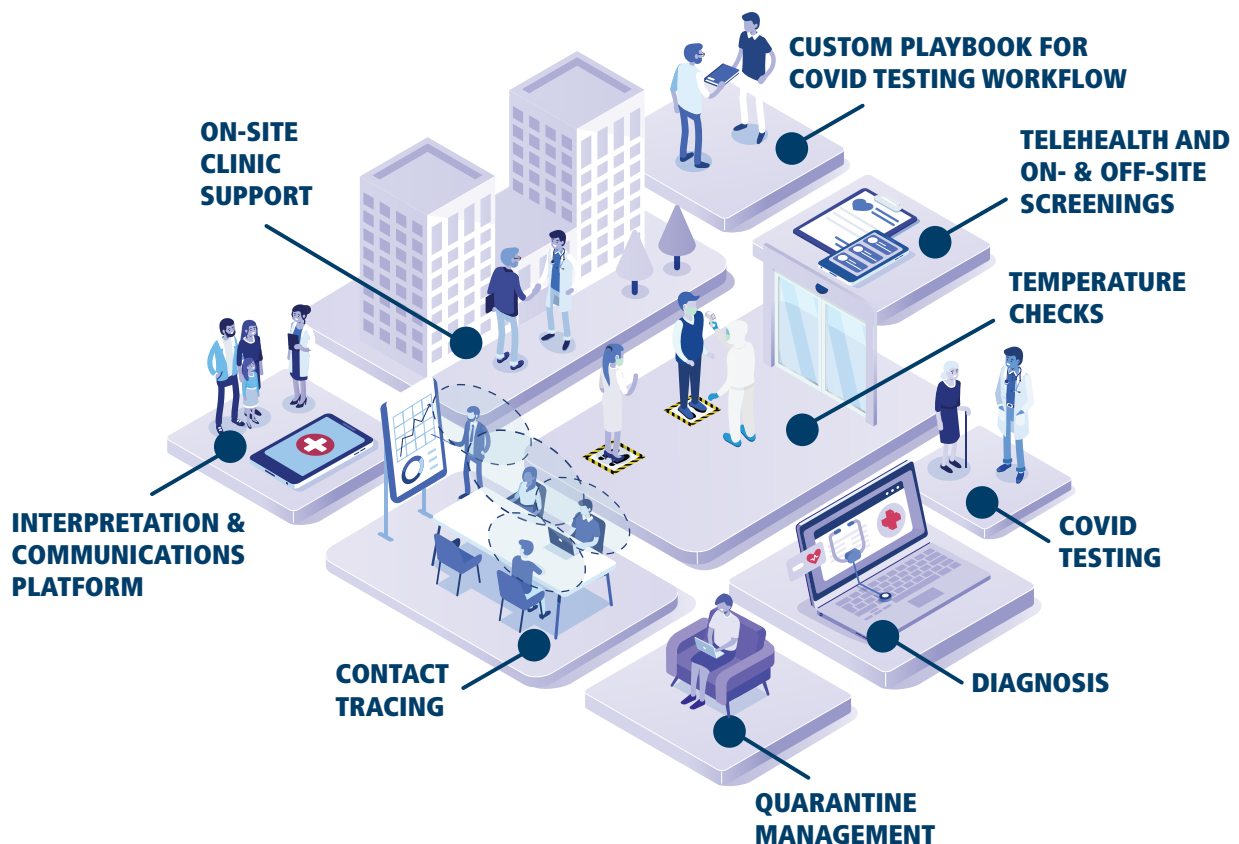 CUSTOM PLAYBOOK FOR
COVID TESTING WORKFLOW
ON-SITE
CLINIC
SUPPORT
TELEHEALTH AND
ON- & OFF-SITE
SCREENINGS
TEMPERATURE
CHECKS
INTERPRETATION &
COMMUNICATIONS
PLATFORM
COVID
TESTING
CONTACT
TRACING
DIAGNOSIS
QUARANTINE
MANAGEMENT